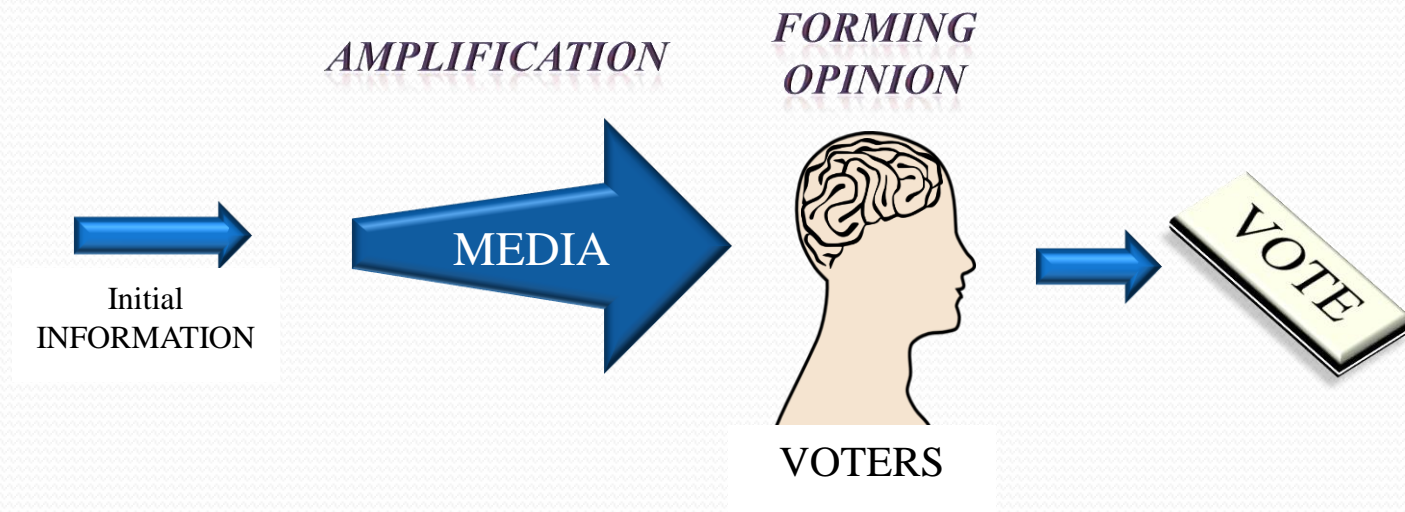 AMPLIFICATION
FORMING
OPINION
MEDIA
Initial
INFORMATION
VOTERS
VOTE